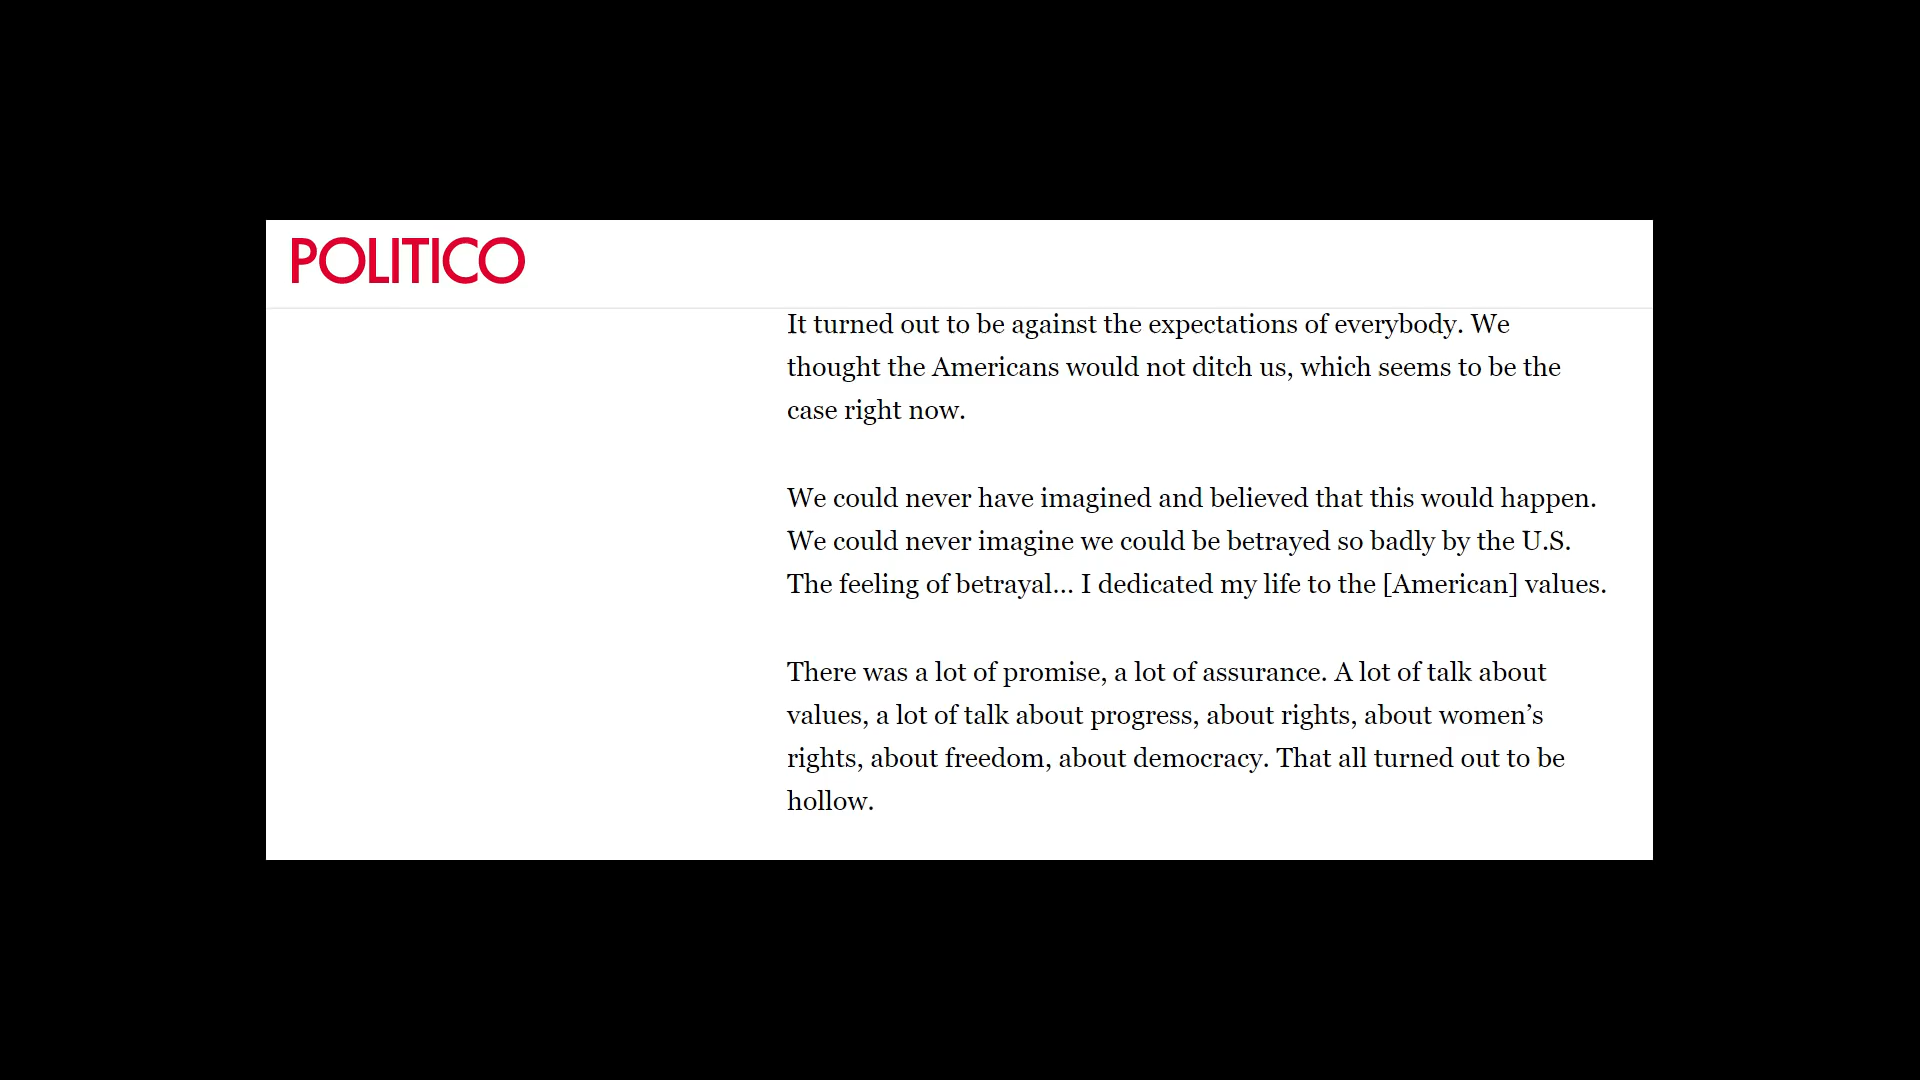 POLITICO
It turned out to be against the expectations of everybody. We
thought the Americans would not ditch us, which seems to be the
case right now.
We could never have imagined and believed that this would happen.
We could never imagine we could be betrayed so badly by the U.S.
The feeling of betrayal… I dedicated my life to the [American] values.
There was a lot of promise, a lot of assurance. A lot of talk about
values, a lot of talk about progress, about rights, about women’s
rights, about freedom, about democracy. That all turned out to be
hollow.